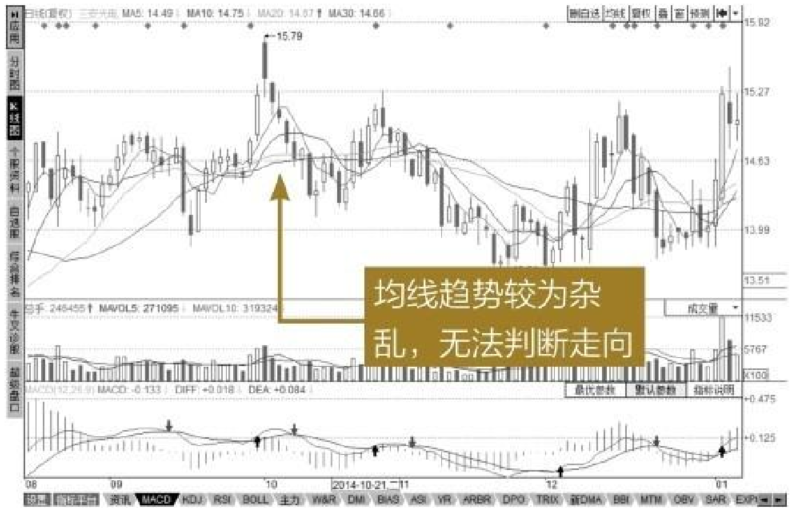 日线(复权) 三安光电 MA5: 14.49↓ MA10: 14.75↓ MA20: 14.67↑ MA30: 14.66↓
删自选 均线 复权 叠 窗 预测
应用
分时图
K线图
个股资料
自选股
综合排名
牛叉诊股
超级盘口
15.92
15.79
15.27
14.63
13.99
13.51
均线趋势较为杂
乱，无法判断走向
总手: 246455↑ MAVOL5: 271095↓ MAVOL10: 319324
成交量
11533
5767
X100
MACD(12,26,9) MACD: -0.133↓ DIFF: +0.018↓ DEA: +0.084↓
最优参数 默认参数 指标说明
+0.475
+0.125
08 09 10 2014-10-21,二 11 12 01
设置 指标平台 资讯 MACD KDJ RSI BOLL 主力 W&R DMI BIAS ASI VR ARBR DPO TRIX 新DMA BBI MTM OBV SAR EXP